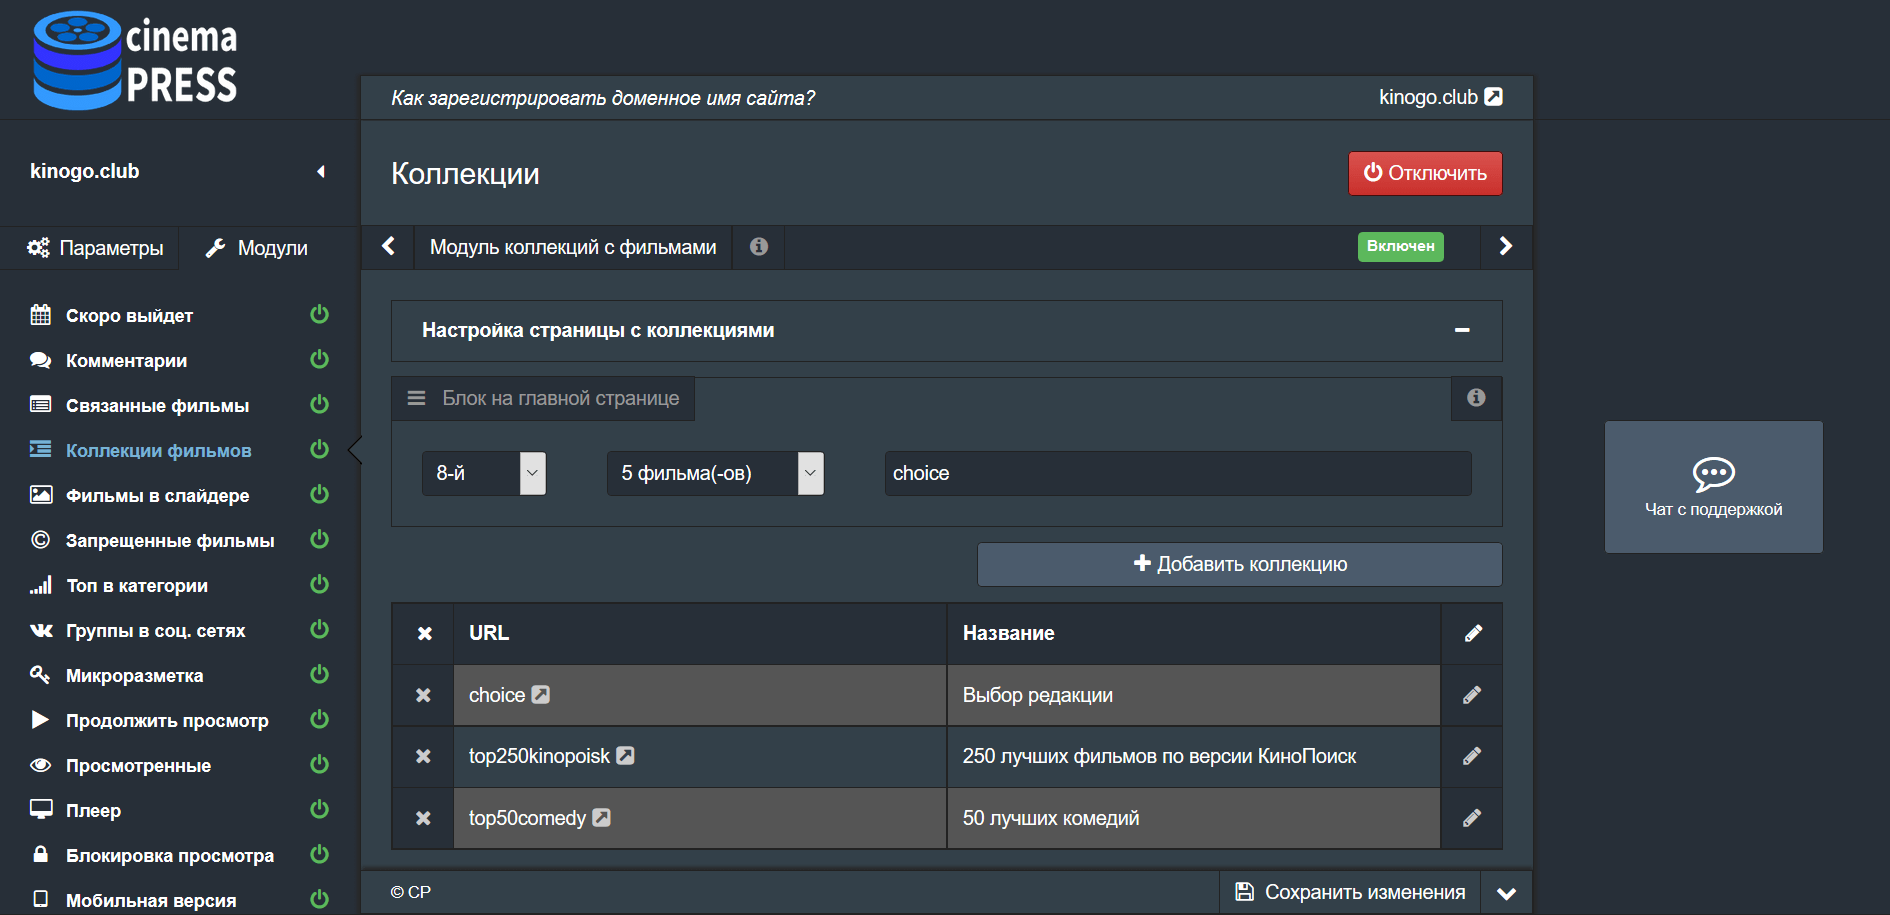 cinema
PRESS
Как зарегистрировать доменное имя сайта?
kinogo.club
kinogo.club
Коллекции
Отключить
Параметры
Модули
Модуль коллекций с фильмами
Включен
Скоро выйдет
Комментарии
Связанные фильмы
Коллекции фильмов
Фильмы в слайдере
Запрещенные фильмы
Топ в категории
Группы в соц. сетях
Микроразметка
Продолжить просмотр
Просмотренные
Плеер
Блокировка просмотра
Мобильная версия
Настройка страницы с коллекциями
Блок на главной странице
8-й
5 фильма(-ов)
choice
Добавить коллекцию
URL
Название
choice
Выбор редакции
top250kinopoisk
250 лучших фильмов по версии КиноПоиск
top50comedy
50 лучших комедий
© CP
Сохранить изменения
Чат с поддержкой